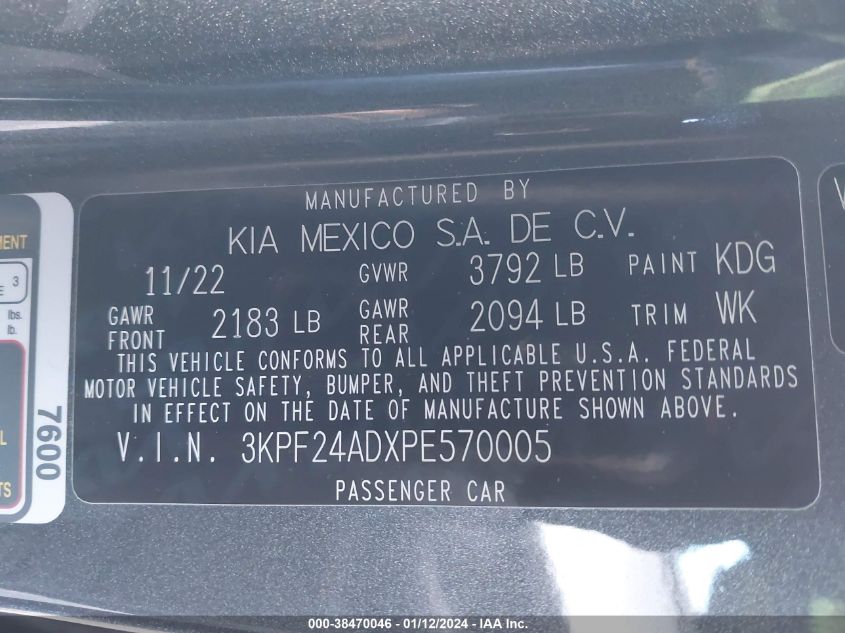 MANUFACTURED BY
KIA MEXICO S.A. DE C.V.
11/22 GVWR 3792 LB PAINT KDG
GAWR FRONT 2183 LB GAWR REAR 2094 LB TRIM WK
THIS VEHICLE CONFORMS TO ALL APPLICABLE U.S.A. FEDERAL
MOTOR VEHICLE SAFETY, BUMPER, AND THEFT PREVENTION STANDARDS
IN EFFECT ON THE DATE OF MANUFACTURE SHOWN ABOVE.
V.I.N. 3KPF24ADXPE570005
PASSENGER CAR
3
lbs.
lb.
7600
000-38470046 - 01/12/2024 - IAA Inc.